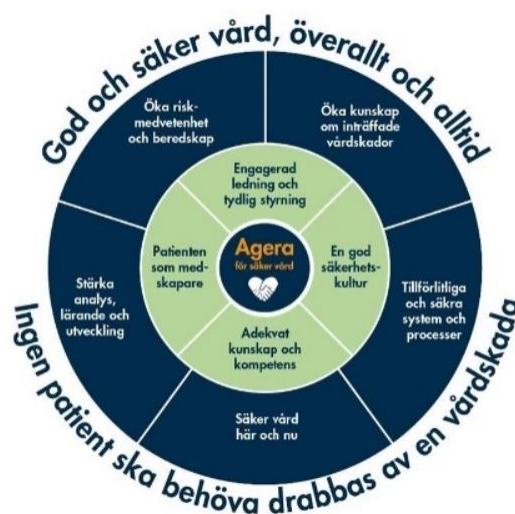 God och säker vård, överallt och alltid
Öka risk-
medvetenhet
och beredskap
Öka kunskap
om inträffade
vårdskador
Engagerad
ledning och
tydlig styrning
Patienten
som med-
skapare
Agera
för säker vård
En god
säkerhets-
kultur
Stärka
analys,
lärande och
utveckling
Tillförlitliga
och säkra
system och
processer
Adekvat
kunskap och
kompetens
Säker vård
här och nu
Ingen patient ska behöva drabbas av en vårdskada